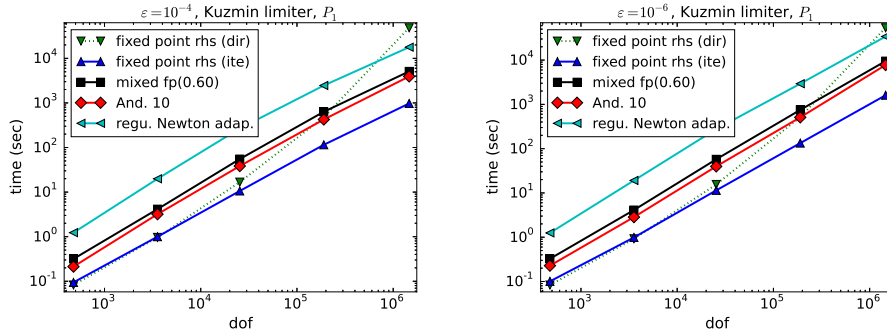 ε=10⁻⁴, Kuzmin limiter, P₁
time (sec)
10⁴
10³
10²
10¹
10⁰
10⁻¹
fixed point rhs (dir)
fixed point rhs (ite)
mixed fp(0.60)
And. 10
regu. Newton adap.
10³ 10⁴ 10⁵ 10⁶
dof
ε=10⁻⁶, Kuzmin limiter, P₁
time (sec)
10⁴
10³
10²
10¹
10⁰
10⁻¹
fixed point rhs (dir)
fixed point rhs (ite)
mixed fp(0.60)
And. 10
regu. Newton adap.
10³ 10⁴ 10⁵ 10⁶
dof